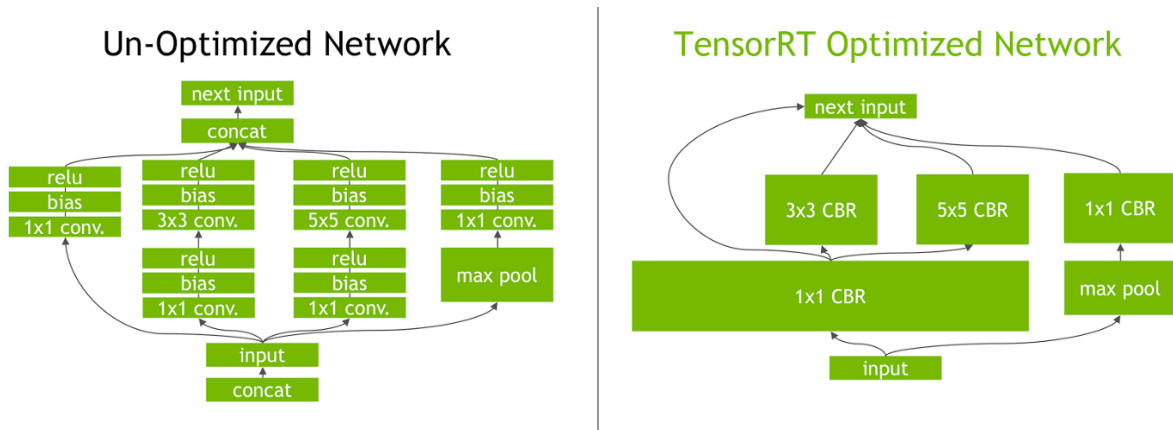 Un-Optimized Network
next input
concat
relu
bias
1x1 conv.
relu
bias
3x3 conv.
relu
bias
1x1 conv.
relu
bias
5x5 conv.
relu
bias
1x1 conv.
relu
bias
1x1 conv.
max pool
input
concat
TensorRT Optimized Network
next input
3x3 CBR
5x5 CBR
1x1 CBR
1x1 CBR
max pool
input